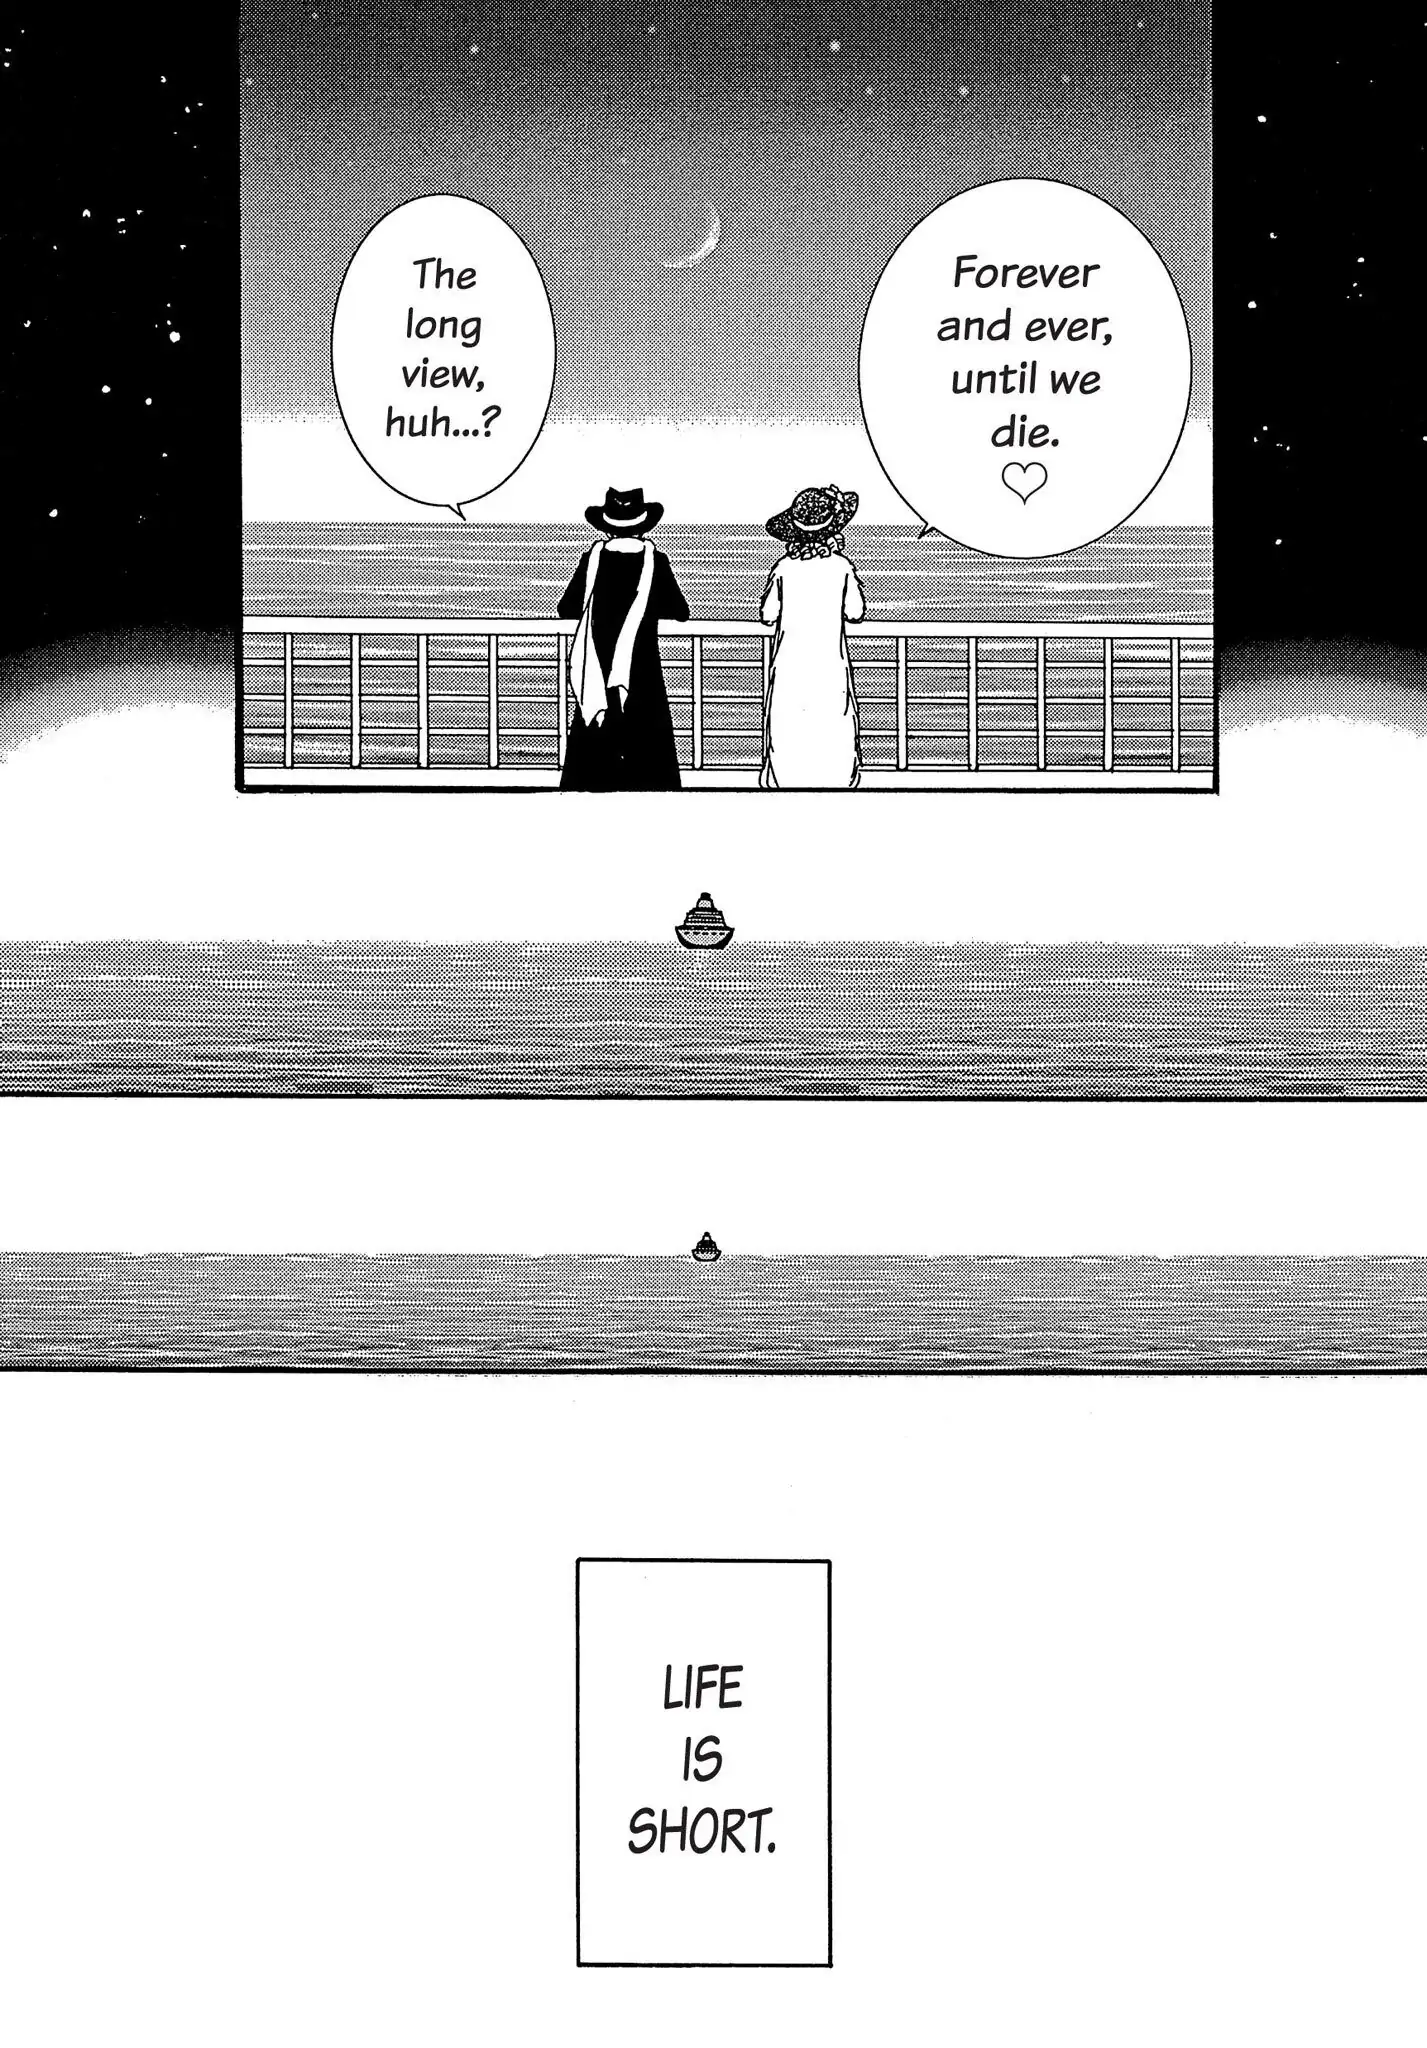 Forever
and ever,
until we
die.
♡
The
long
view,
huh...?
LIFE
IS
SHORT.